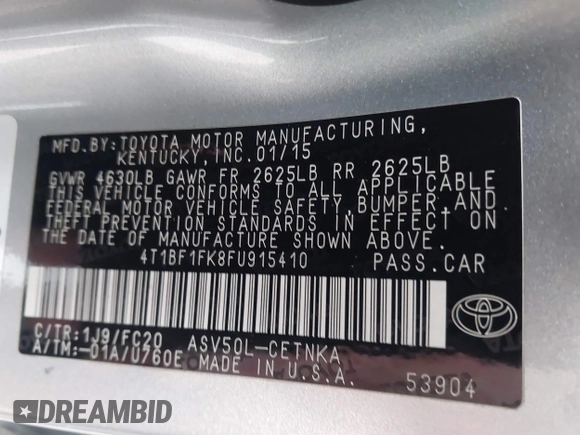 MFD.BY:TOYOTA MOTOR MANUFACTURING,
KENTUCKY, INC.01/15
GVWR 4630LB GAWR FR 2625LB RR 2625LB
THIS VEHICLE CONFORMS TO ALL APPLICABLE
FEDERAL MOTOR VEHICLE SAFETY, BUMPER,AND
THEFT PREVENTION STANDARDS IN EFFECT ON
THE DATE OF MANUFACTURE SHOWN ABOVE.
4T1BF1FK8FU915410 PASS.CAR
C/TR:1J9/FC20 ASV50L-CETNKA
A/TM:-01A/U760E MADE IN U.S.A.
53904
DREAMBID